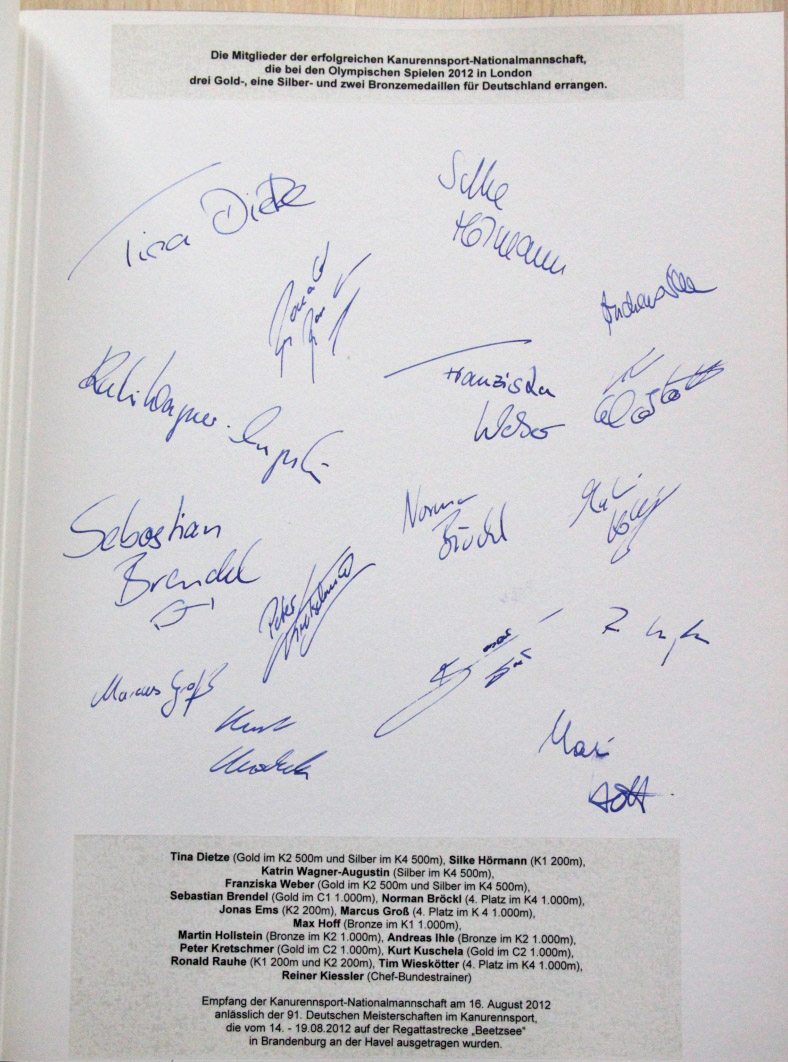 Die Mitglieder der erfolgreichen Kanurennsport-Nationalmannschaft,
die bei den Olympischen Spielen 2012 in London
drei Gold-, eine Silber- und zwei Bronzemedaillen für Deutschland errangen.
Tina Dietze
Silke
Hörmann
Andreas Ihle
Franziska
Weber
Sebastian
Brendel
Norman
Bröckl
Peter
Kretschmer
Marcus Groß
Kurt
Kuschela
Tina Dietze (Gold im K2 500m und Silber im K4 500m), Silke Hörmann (K1 200m),
Katrin Wagner-Augustin (Silber im K4 500m),
Franziska Weber (Gold im K2 500m und Silber im K4 500m),
Sebastian Brendel (Gold im C1 1.000m), Norman Bröckl (4. Platz im K4 1.000m),
Jonas Ems (K2 200m), Marcus Groß (4. Platz im K 4 1.000m),
Max Hoff (Bronze im K1 1.000m),
Martin Hollstein (Bronze im K2 1.000m), Andreas Ihle (Bronze im K2 1.000m),
Peter Kretschmer (Gold im C2 1.000m), Kurt Kuschela (Gold im C2 1.000m),
Ronald Rauhe (K1 200m und K2 200m), Tim Wieskötter (4. Platz im K4 1.000m),
Reiner Kiessler (Chef-Bundestrainer)
Empfang der Kanurennsport-Nationalmannschaft am 16. August 2012
anlässlich der 91. Deutschen Meisterschaften im Kanurennsport,
die vom 14. - 19.08.2012 auf der Regattastrecke „Beetzsee“
in Brandenburg an der Havel ausgetragen wurden.